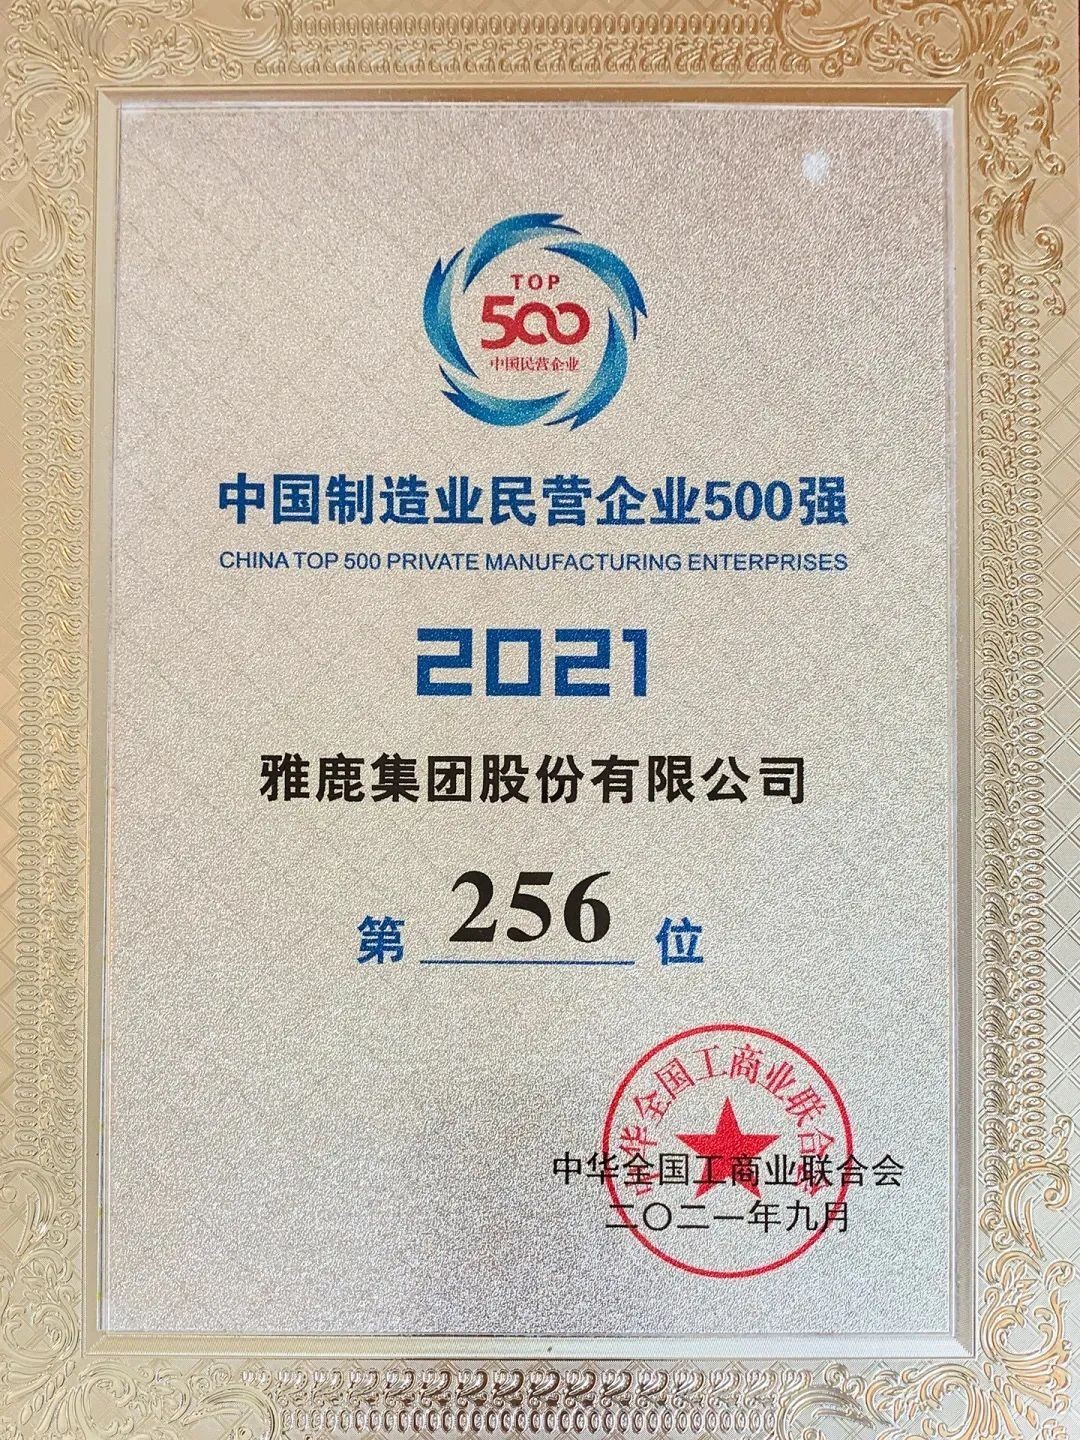 TOP
500
中国民营企业
中国制造业民营企业500强
CHINA TOP 500 PRIVATE MANUFACTURING ENTERPRISES
2021
雅鹿集团股份有限公司
第 256 位
中华全国工商业联合会
中华全国工商业联合会
二〇二一年九月